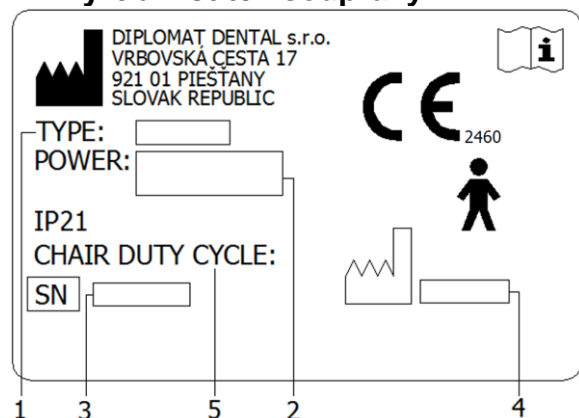 DIPLOMAT DENTAL s.r.o.
VRBOVSKÁ CESTA 17
921 01 PIEŠŤANY
SLOVAK REPUBLIC
i
CE 2460
TYPE:
POWER:
IP21
CHAIR DUTY CYCLE:
SN
1 3 5 2 4